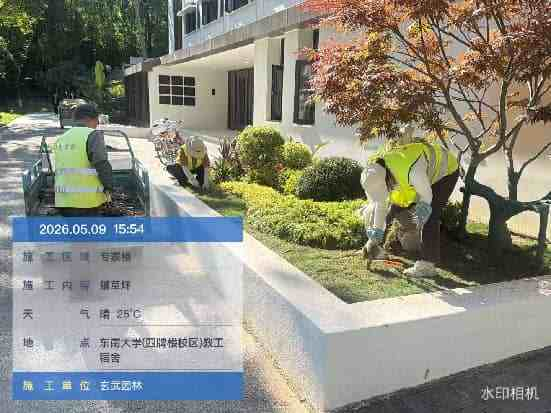 2026.05.09 15:54
施工区域 专家楼
施工内容 铺草坪
天 气 晴 25℃
地 点 东南大学(四牌楼校区)教工
宿舍
施工单位 玄武园林
水印相机